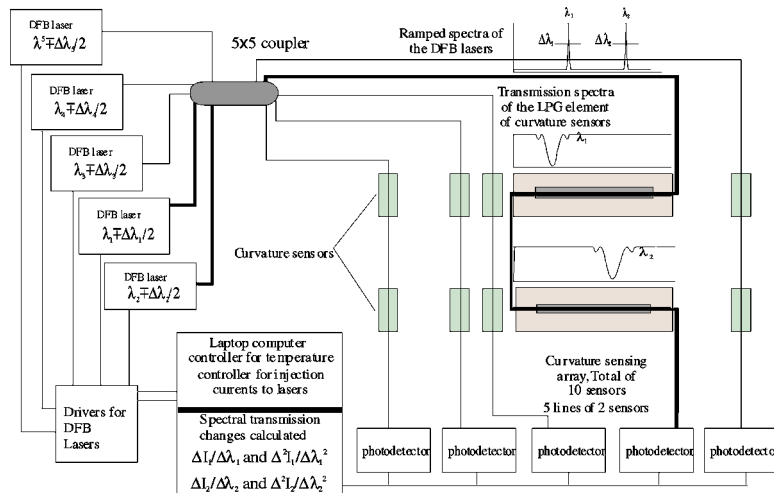 DFB laser
λ⁵∓Δλ₅/2
DFB laser
λ₄∓Δλ₄/2
DFB laser
λ₃∓Δλ₃/2
DFB laser
λ₁∓Δλ₁/2
DFB laser
λ₂∓Δλ₂/2
5x5 coupler
Ramped spectra of
the DFB lasers
λ₁
λ₂
Δλ₁
Δλ₂
Transmission spectra
of the LPG element
of curvature sensors
λ₁
λ₂
Curvature sensors
Curvature sensing
array, Total of
10 sensors
5 lines of 2 sensors
Laptop computer
controller for temperature
controller for injection
currents to lasers
Spectral transmission
changes calculated
ΔI₁/Δλ₁ and Δ²I₁/Δλ₁²
ΔI₂/Δλ₂ and Δ²I₂/Δλ₂²
Drivers for
DFB
Lasers
photodetector
photodetector
photodetector
photodetector
photodetector